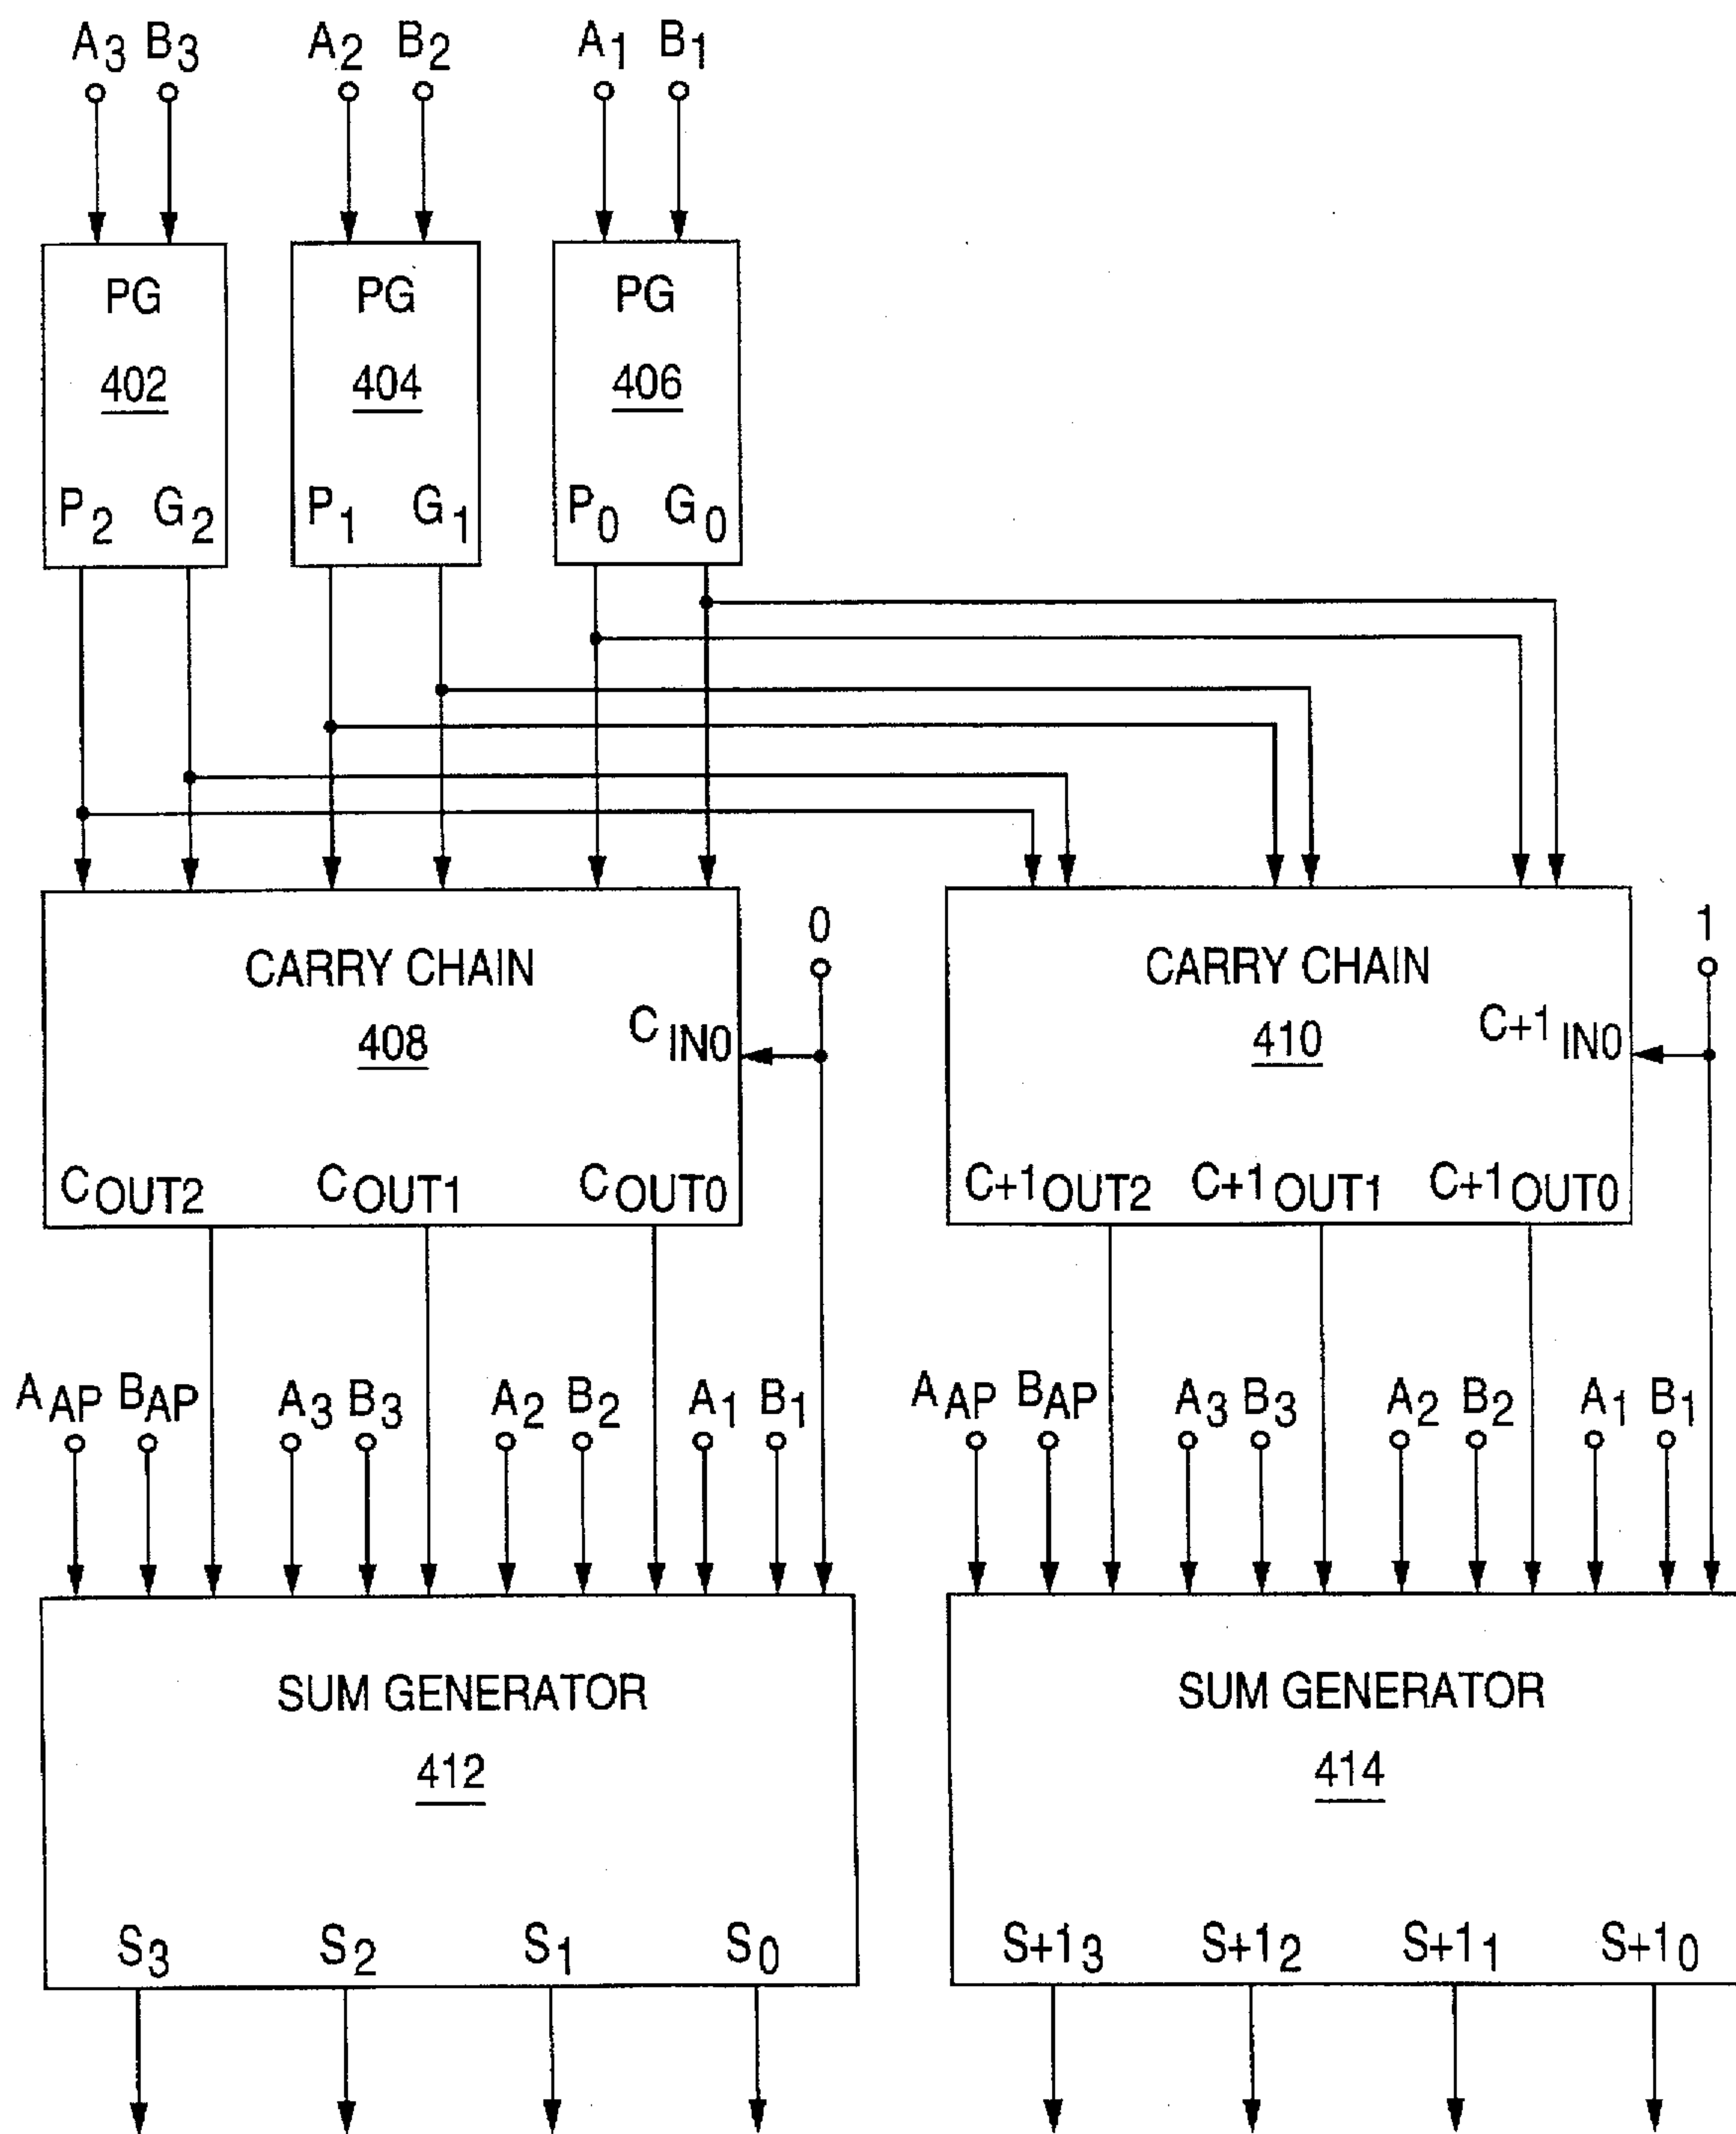 A3 B3 A2 B2 A1 B1
PG PG PG
402 404 406
P2 G2 P1 G1 P0 G0
0 1
CARRY CHAIN CARRY CHAIN
408 CIN0 410 C+1IN0
COUT2 COUT1 COUT0 C+1OUT2 C+1OUT1 C+1OUT0
AAP BAP A3 B3 A2 B2 A1 B1 AAP BAP A3 B3 A2 B2 A1 B1
SUM GENERATOR SUM GENERATOR
412 414
S3 S2 S1 S0 S+13 S+12 S+11 S+10